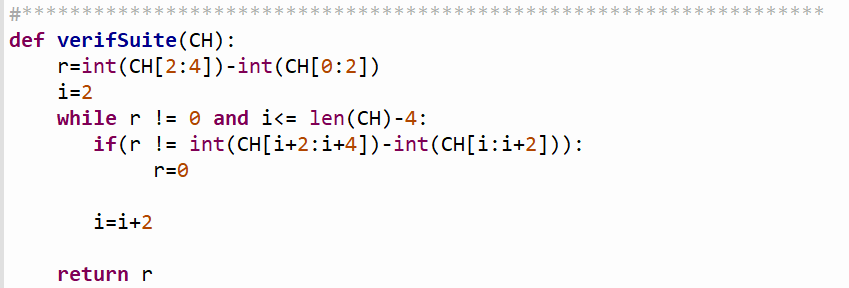 #*******************************************************************
def verifSuite(CH):
    r=int(CH[2:4])-int(CH[0:2])
    i=2
    while r != 0 and i<= len(CH)-4:
       if(r != int(CH[i+2:i+4])-int(CH[i:i+2])):
            r=0
       i=i+2
    return r